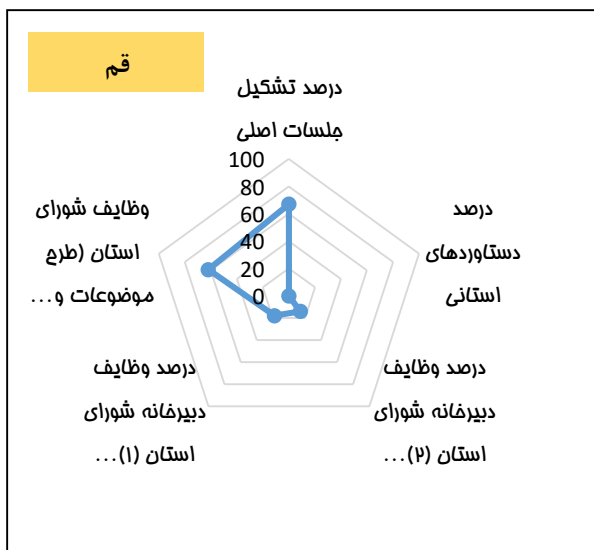 قم
درصد تشکیل
جلسات اصلی
100
80
60
40
20
0
درصد
دستاوردهای
استانی
درصد وظایف
دبیرخانه شورای
استان (۲)...
درصد وظایف
دبیرخانه شورای
استان (۱)...
وظایف شورای
استان (طرح
موضوعات و...